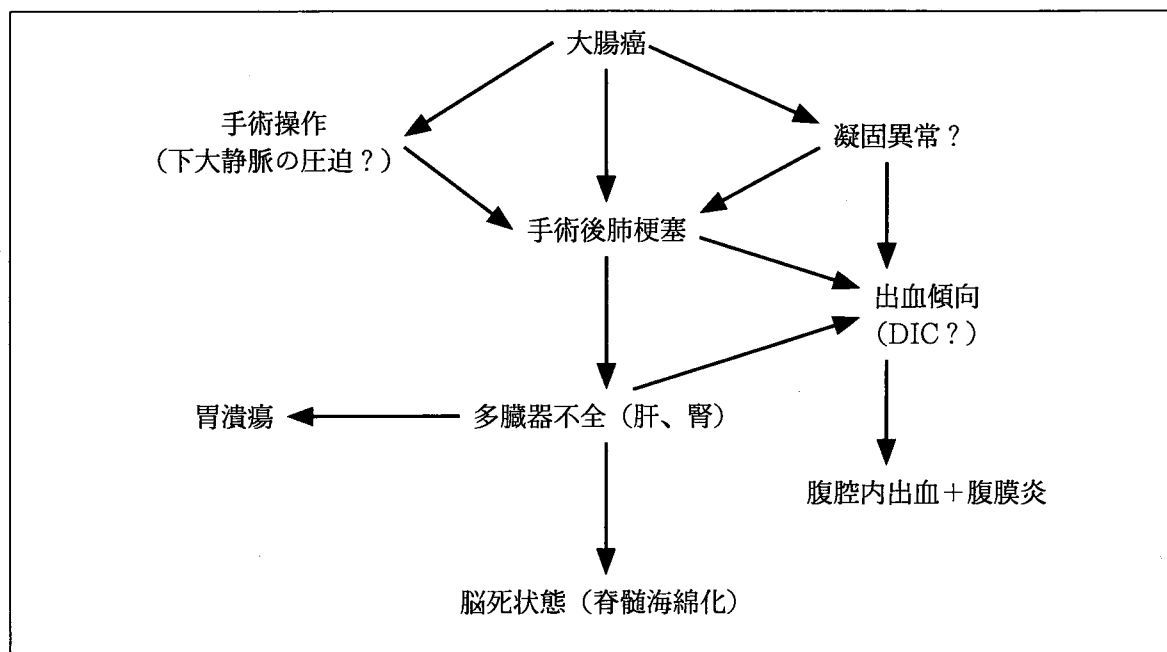 大腸癌
手術操作
（下大静脈の圧迫？）
凝固異常？
手術後肺梗塞
出血傾向
（DIC？）
胃潰瘍
多臓器不全（肝、腎）
腹腔内出血＋腹膜炎
脳死状態（脊髄海綿化）